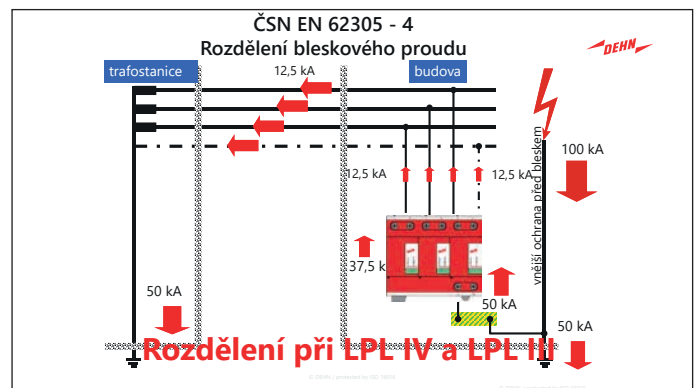 ČSN EN 62305 - 4
Rozdělení bleskového proudu
DEHN
trafostanice
12,5 kA
budova
vnější ochrana před bleskem
100 kA
12,5 kA
12,5 kA
37,5 k
50 kA
50 kA
50 kA
Rozdělení při LPL IV a LPL III